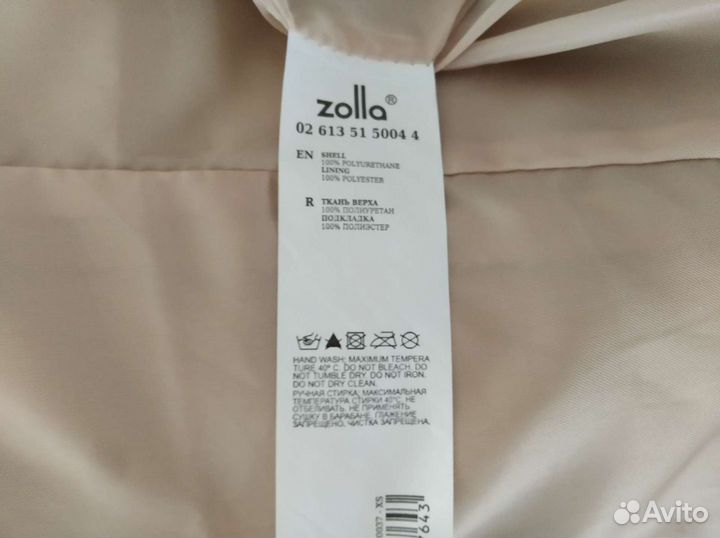 zolla®
02 613 51 5004 4
EN SHELL
100% POLYURETHANE
LINING
100% POLYESTER
R ТКАНЬ ВЕРХА
100% ПОЛИУРЕТАН
ПОДКЛАДКА
100% ПОЛИЭСТЕР
HAND WASH; MAXIMUM TEMPERA
TURE 40° C. DO NOT BLEACH. DO
NOT TUMBLE DRY. DO NOT IRON.
DO NOT DRY CLEAN.
РУЧНАЯ СТИРКА; МАКСИМАЛЬНАЯ
ТЕМПЕРАТУРА СТИРКИ 40°С. НЕ
ОТБЕЛИВАТЬ. НЕ ПРИМЕНЯТЬ
СУШКУ В БАРАБАНЕ. ГЛАЖЕНИЕ
ЗАПРЕЩЕНО. ЧИСТКА ЗАПРЕЩЕНА.
0037 - XS
7643
Avito